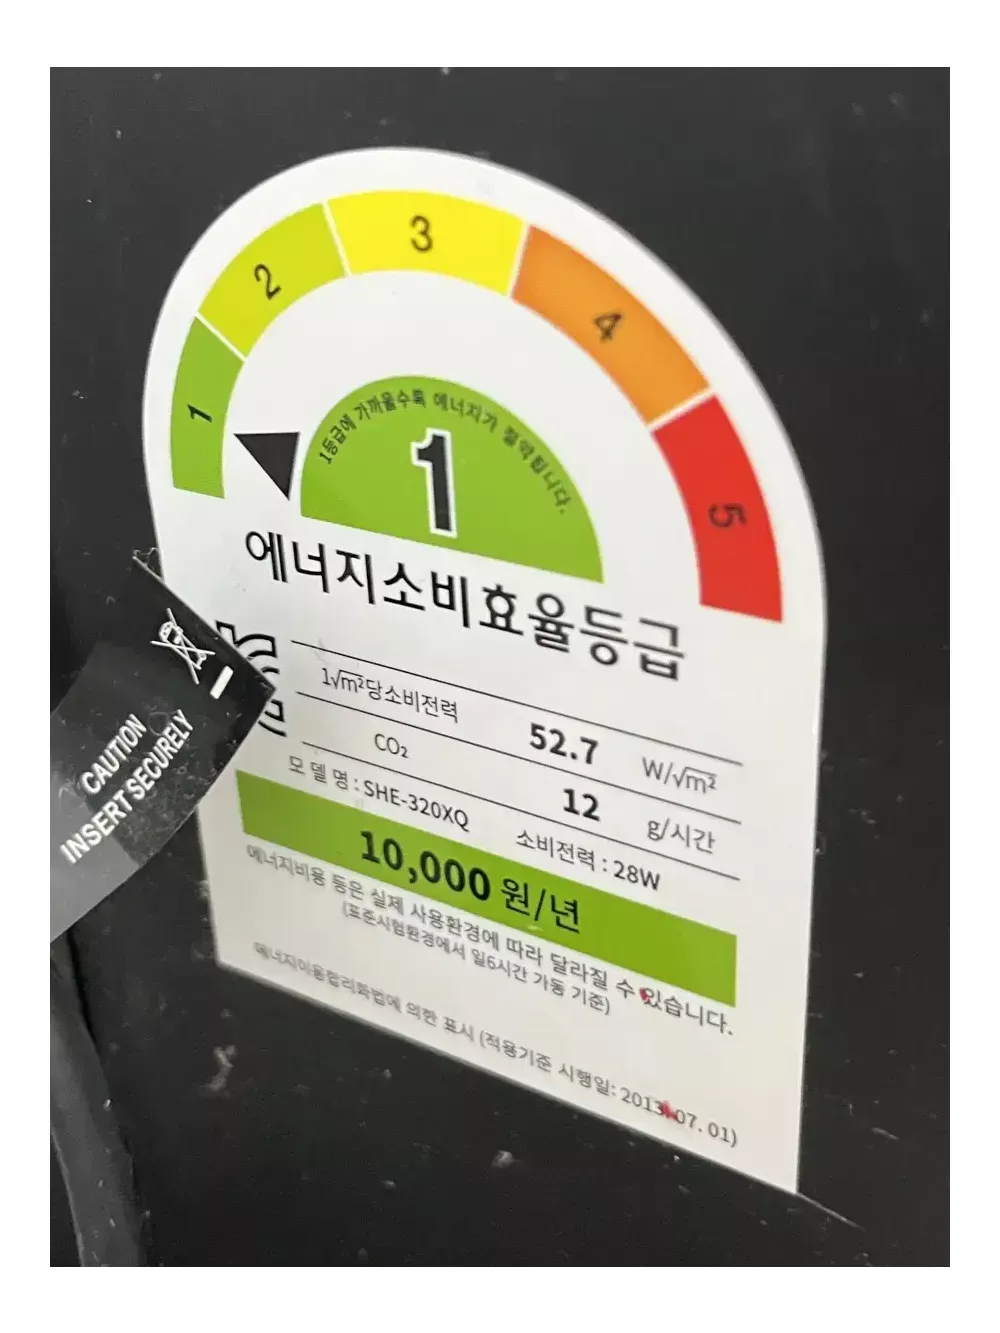 1 2 3 4 5
1등급에 가까울수록 에너지가 절약됩니다.
1
에너지소비효율등급
1√m²당소비전력 52.7 W/√m²
CO₂ 12 g/시간
모 델 명 : SHE-320XQ 소비전력 : 28W
10,000 원/년
에너지비용 등은 실제 사용환경에 따라 달라질 수 있습니다.
(표준시험환경에서 일6시간 가동 기준)
에너지이용합리화법에 의한 표시 (적용기준 시행일: 2013. 07. 01)
CAUTION
INSERT SECURELY